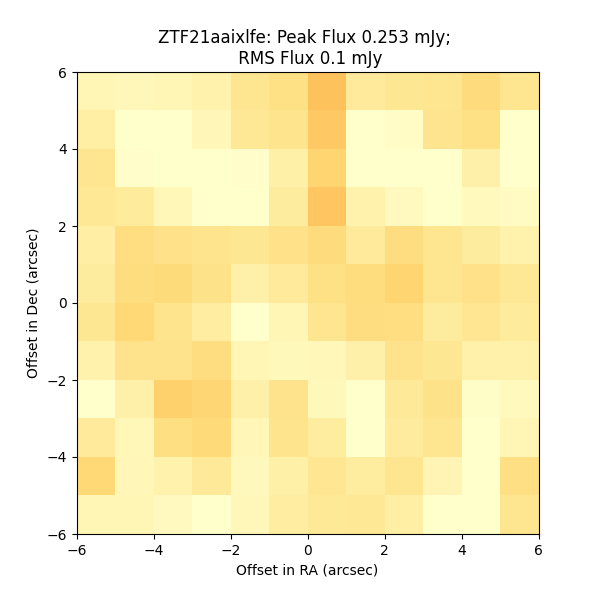 ZTF21aaixlfe: Peak Flux 0.253 mJy;
RMS Flux 0.1 mJy
6
4
2
0
−2
−4
−6
Offset in Dec (arcsec)
−6 −4 −2 0 2 4 6
Offset in RA (arcsec)